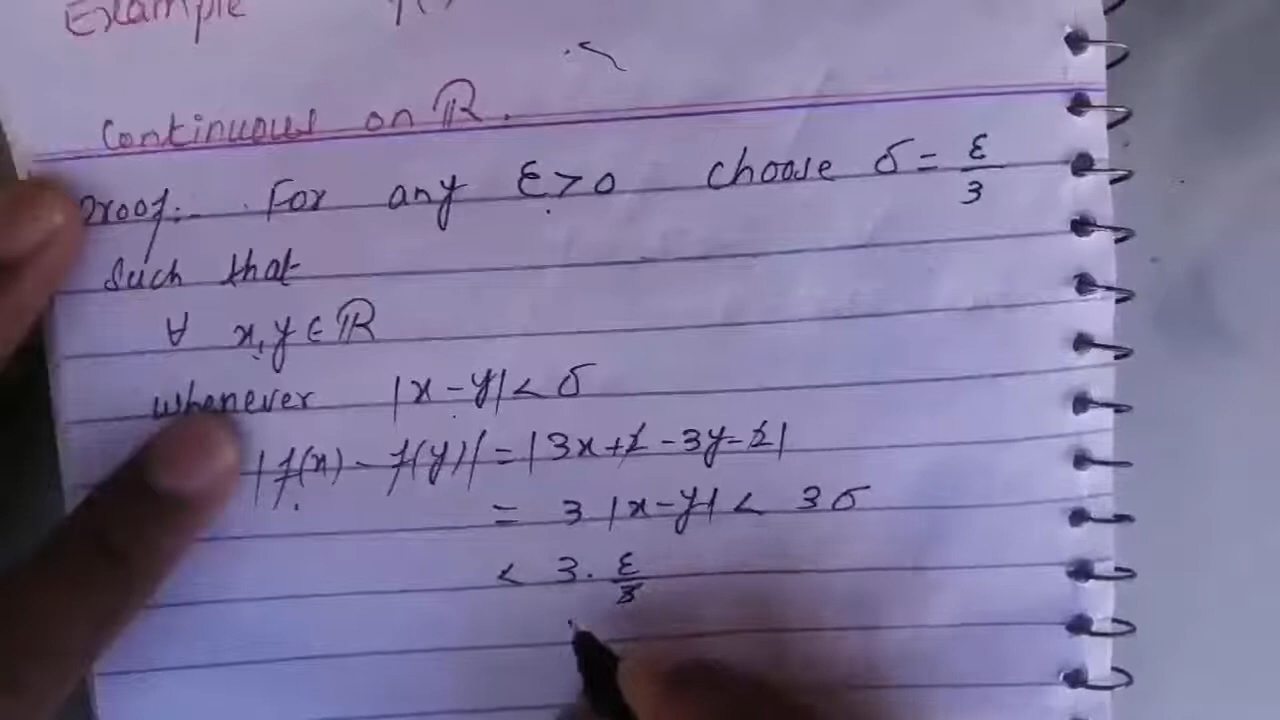 Example f(
Continuous on ℝ.
Proof:- For any ε>0 choose δ = ε/3
Such that
∀ x,y ∈ ℝ
whenever |x-y| < δ
|f(x) - f(y)| = |3x+2-3y-2|
= 3 |x-y| < 3δ
< 3. ε/3